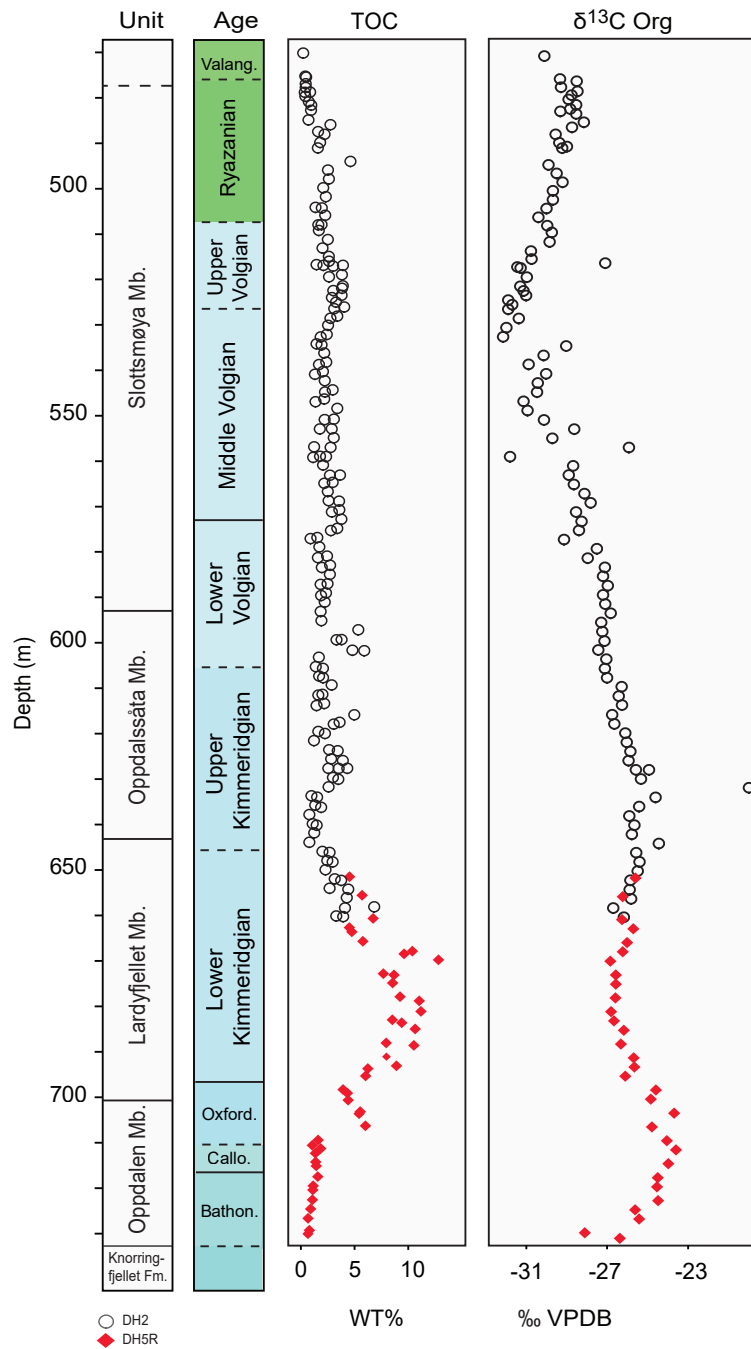 Unit Age TOC δ¹³C Org
Valang.
Ryazanian
500
Upper
Volgian
Slottsmøya Mb.
Middle Volgian
550
Lower
Volgian
600
Depth (m)
Oppdalssåta Mb.
Upper
Kimmeridgian
650
Lardyfjellet Mb.
Lower
Kimmeridgian
700
Oppdalen Mb.
Oxford.
Callo.
Bathon.
Knorring-
fjellet Fm.
0 5 10 -31 -27 -23
WT% ‰ VPDB
DH2
DH5R